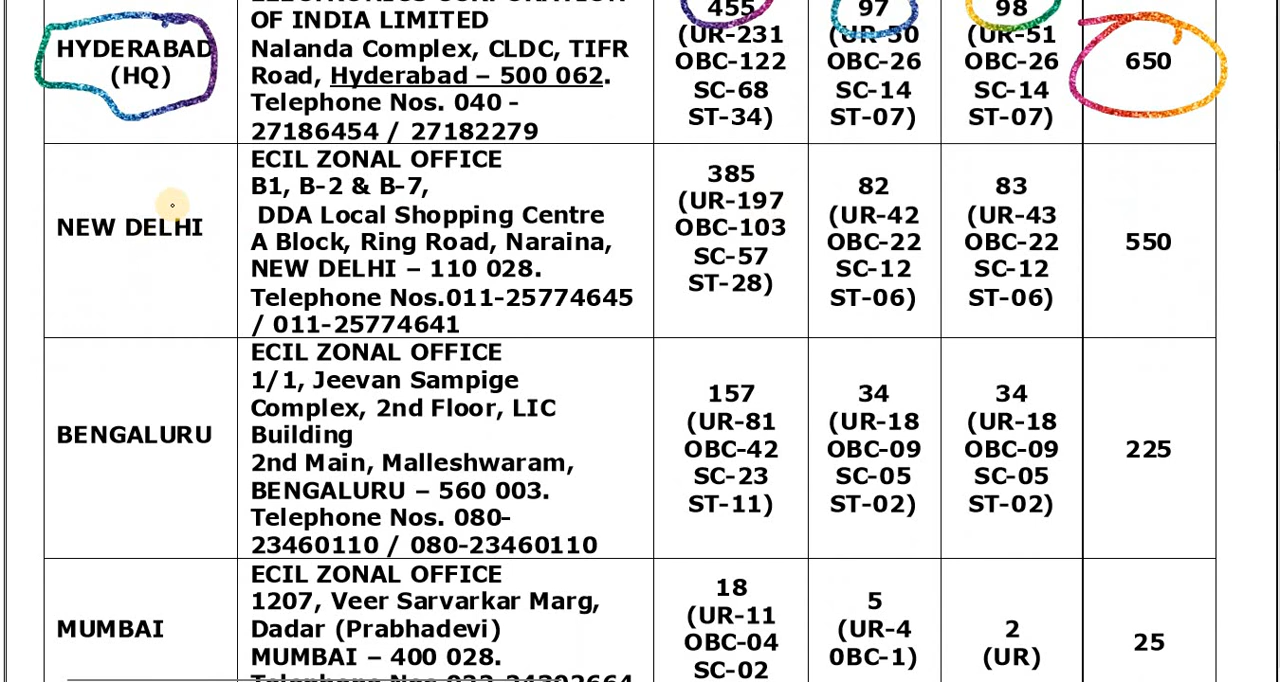 HYDERABAD
(HQ)
OF INDIA LIMITED
Nalanda Complex, CLDC, TIFR
Road, Hyderabad – 500 062.
Telephone Nos. 040 -
27186454 / 27182279
455
(UR-231
OBC-122
SC-68
ST-34)
97
(UR-50
OBC-26
SC-14
ST-07)
98
(UR-51
OBC-26
SC-14
ST-07)
650
NEW DELHI
ECIL ZONAL OFFICE
B1, B-2 & B-7,
DDA Local Shopping Centre
A Block, Ring Road, Naraina,
NEW DELHI – 110 028.
Telephone Nos.011-25774645
/ 011-25774641
385
(UR-197
OBC-103
SC-57
ST-28)
82
(UR-42
OBC-22
SC-12
ST-06)
83
(UR-43
OBC-22
SC-12
ST-06)
550
BENGALURU
ECIL ZONAL OFFICE
1/1, Jeevan Sampige
Complex, 2nd Floor, LIC
Building
2nd Main, Malleshwaram,
BENGALURU – 560 003.
Telephone Nos. 080-
23460110 / 080-23460110
157
(UR-81
OBC-42
SC-23
ST-11)
34
(UR-18
OBC-09
SC-05
ST-02)
34
(UR-18
OBC-09
SC-05
ST-02)
225
MUMBAI
ECIL ZONAL OFFICE
1207, Veer Sarvarkar Marg,
Dadar (Prabhadevi)
MUMBAI – 400 028.
18
(UR-11
OBC-04
SC-02
5
(UR-4
0BC-1)
2
(UR)
25